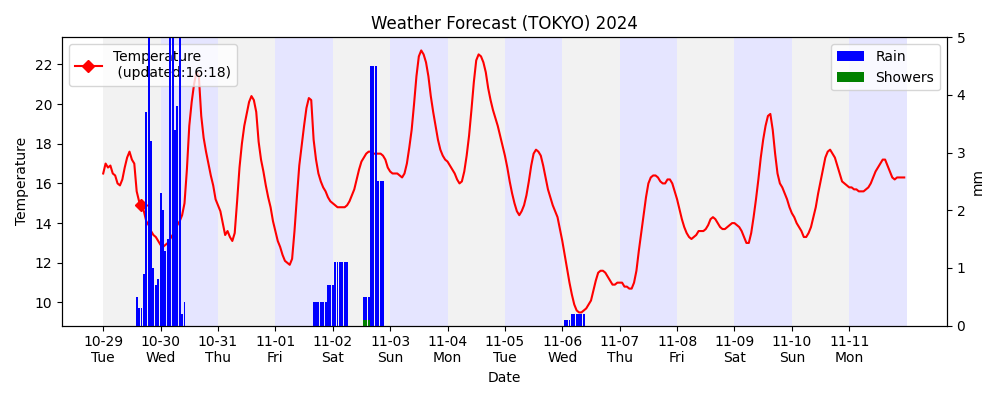 Weather Forecast (TOKYO) 2024
Temperature
(updated:16:18)
Rain
Showers
22
20
18
16
14
12
10
Temperature
5
4
3
2
1
0
mm
10-29 10-30 10-31 11-01 11-02 11-03 11-04 11-05 11-06 11-07 11-08 11-09 11-10 11-11
Tue Wed Thu Fri Sat Sun Mon Tue Wed Thu Fri Sat Sun Mon
Date